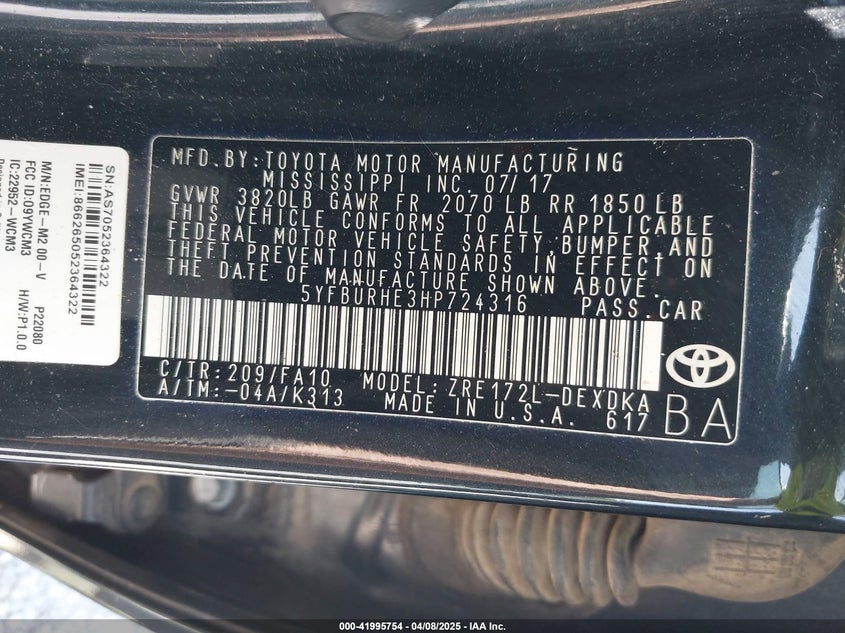 SN:AS7052364322
IMEI:866265052364322
M/N:EDGE-M2 00-V P22080
FCC ID:09YWCM3
IC:22952-WCM3 H/W:P1.0.0
MFD.BY:TOYOTA MOTOR MANUFACTURING
MISSISSIPPI INC. 07/17
GVWR 3820LB GAWR FR 2070 LB RR 1850 LB
THIS VEHICLE CONFORMS TO ALL APPLICABLE
FEDERAL MOTOR VEHICLE SAFETY, BUMPER, AND
THEFT PREVENTION STANDARDS IN EFFECT ON
THE DATE OF MANUFACTURE SHOWN ABOVE.
5YFBURHE3HP724316 PASS.CAR
C/TR:209/FA10 MODEL: ZRE172L-DEXDKA
A/TM:-04A/K313 MADE IN U.S.A. 617
BA
000-41995754 - 04/08/2025 - IAA Inc.